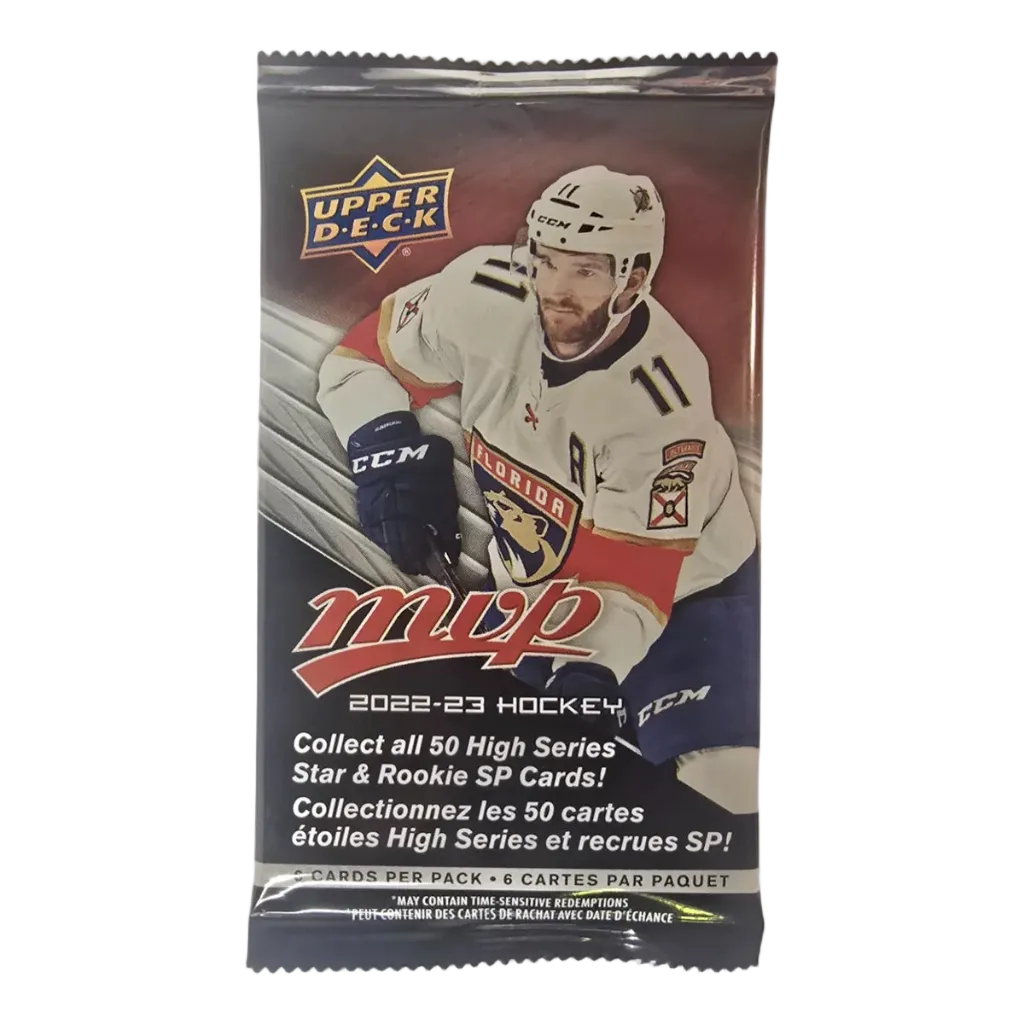 UPPER
D•E•C•K
®
11
CCM
11
11
CCM
A
FLORIDA
mvp
2022-23 HOCKEY
CCM
Collect all 50 High Series
Star & Rookie SP Cards!
Collectionnez les 50 cartes
étoiles High Series et recrues SP!
6 CARDS PER PACK • 6 CARTES PAR PAQUET
*MAY CONTAIN TIME-SENSITIVE REDEMPTIONS
*PEUT CONTENIR DES CARTES DE RACHAT AVEC DATE D'ÉCHANCE